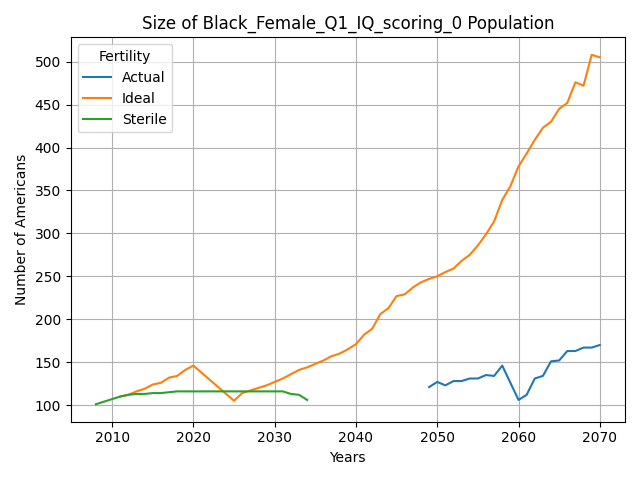 Size of Black_Female_Q1_IQ_scoring_0 Population
Fertility
Actual
Ideal
Sterile
Number of Americans
500
450
400
350
300
250
200
150
100
2010
2020
2030
2040
2050
2060
2070
Years